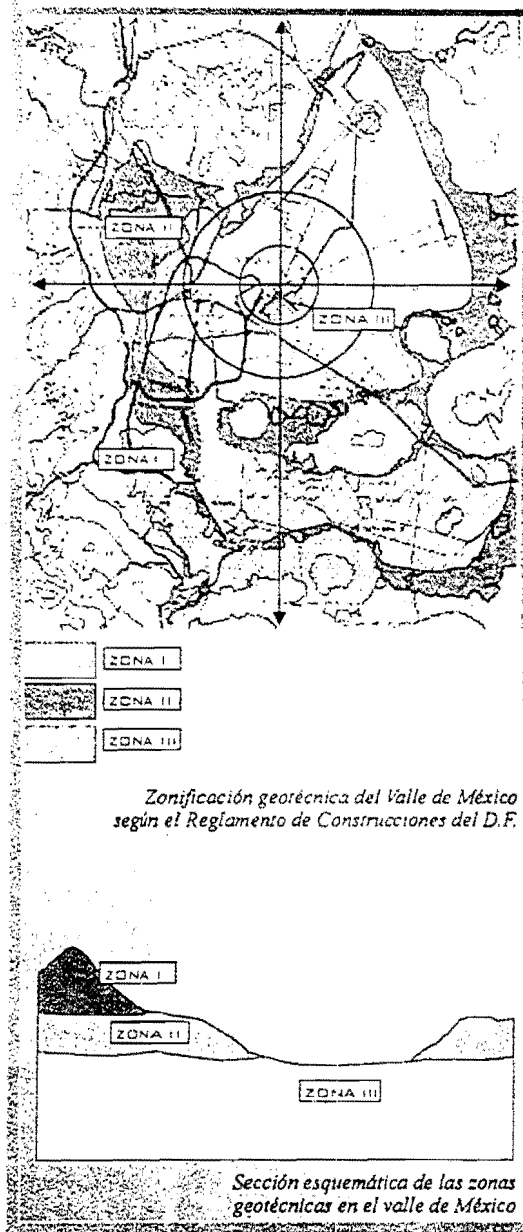 ZONA II
ZONA III
ZONA I
ZONA I
ZONA II
ZONA III
Zonificación geotécnica del Valle de México
según el Reglamento de Construcciones del D.F.
ZONA I
ZONA II
ZONA III
Sección esquemática de las zonas
geotécnicas en el valle de México